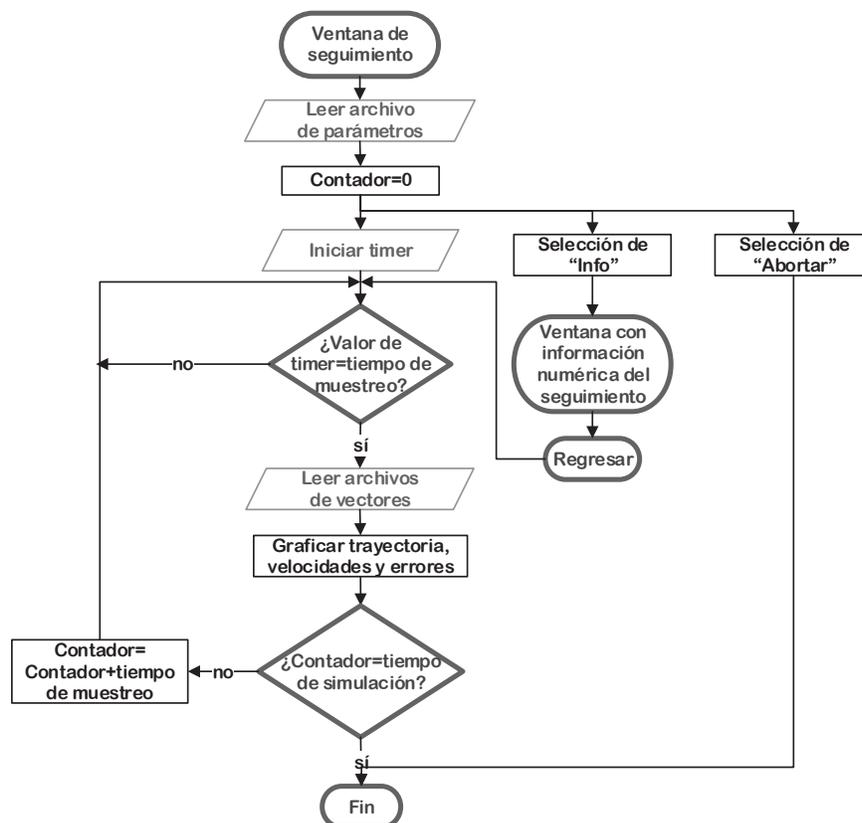 Ventana de
seguimiento
Leer archivo
de parámetros
Contador=0
Iniciar timer
Selección de
“Info”
Selección de
“Abortar”
¿Valor de
timer=tiempo de
muestreo?
no
sí
Ventana con
información
numérica del
seguimiento
Regresar
Leer archivos
de vectores
Graficar trayectoria,
velocidades y errores
¿Contador=tiempo
de simulación?
no
Contador=
Contador+tiempo
de muestreo
sí
Fin